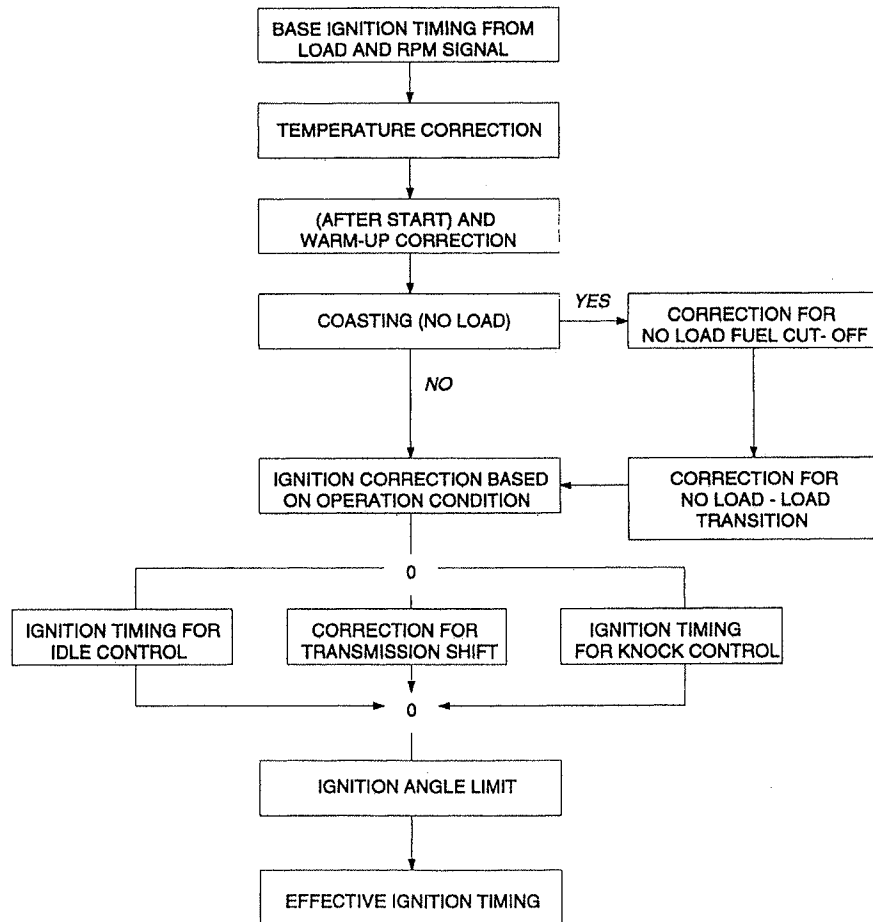 BASE IGNITION TIMING FROM
LOAD AND RPM SIGNAL
TEMPERATURE CORRECTION
(AFTER START) AND
WARM-UP CORRECTION
COASTING (NO LOAD)
YES
CORRECTION FOR
NO LOAD FUEL CUT- OFF
NO
IGNITION CORRECTION BASED
ON OPERATION CONDITION
CORRECTION FOR
NO LOAD - LOAD
TRANSITION
0
IGNITION TIMING FOR
IDLE CONTROL
CORRECTION FOR
TRANSMISSION SHIFT
IGNITION TIMING
FOR KNOCK CONTROL
0
IGNITION ANGLE LIMIT
EFFECTIVE IGNITION TIMING